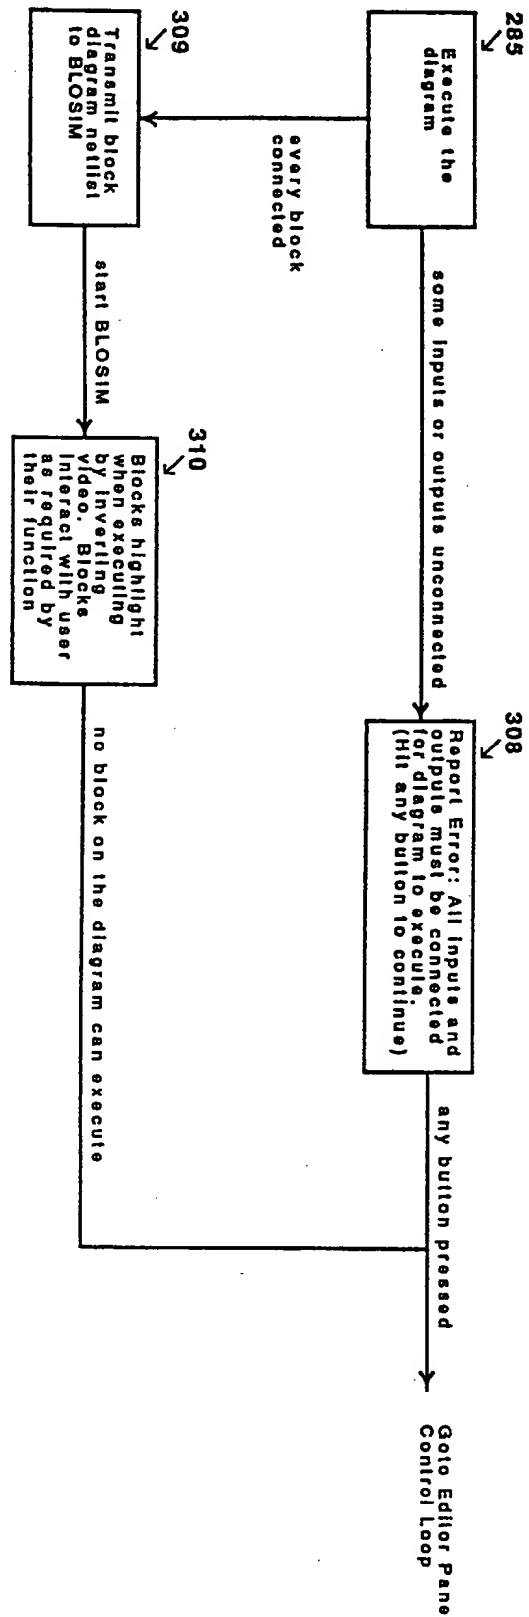 285
Execute the
diagram
some inputs or outputs unconnected
308
Report Error: All inputs and
outputs must be connected
for diagram to execute.
(Hit any button to continue)
any button pressed
Goto Editor Pane
Control Loop
every block
connected
309
Transmit block
diagram netlist
to BLOSIM
start BLOSIM
310
Blocks highlight
when executing
by inverting
video. Blocks
interact with user
as required by
their function
no block on the diagram can execute